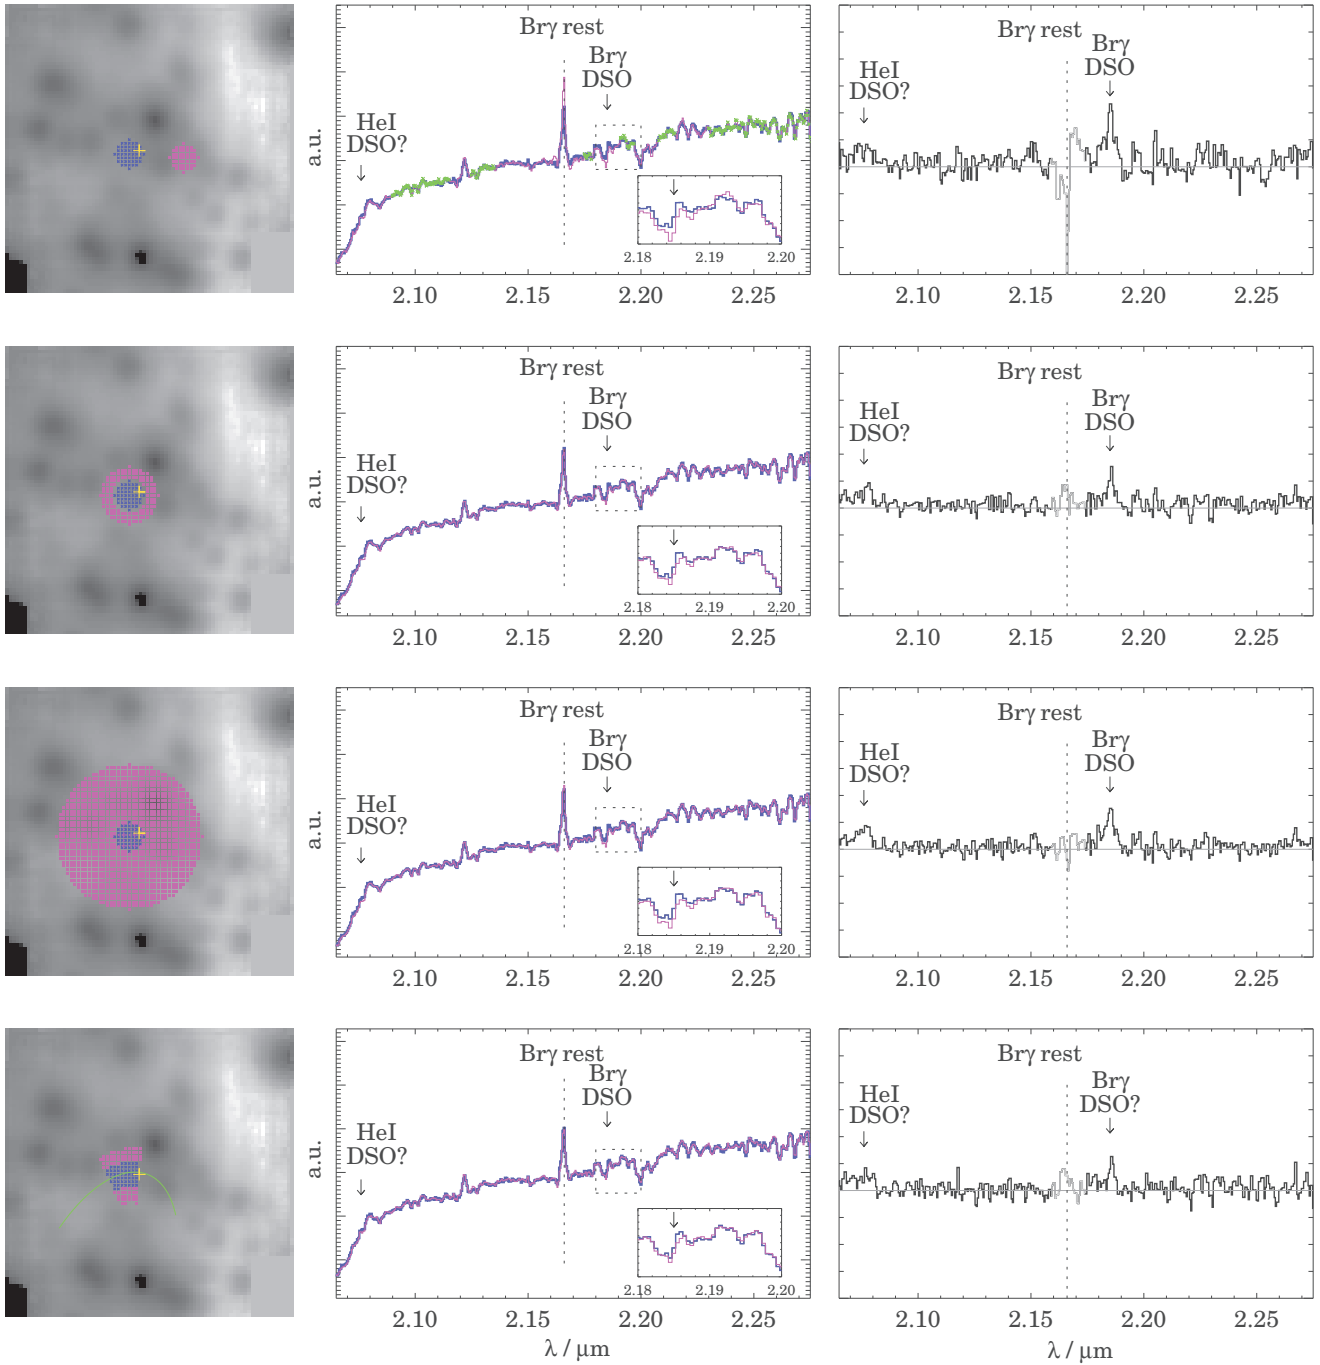 Brγ rest
Brγ
DSO
HeI
DSO?
a.u.
2.18 2.19 2.20
2.10 2.15 2.20 2.25
Brγ rest
Brγ
DSO
HeI
DSO?
2.10 2.15 2.20 2.25
Brγ rest
Brγ
DSO
HeI
DSO?
a.u.
2.18 2.19 2.20
2.10 2.15 2.20 2.25
Brγ rest
Brγ
DSO
HeI
DSO?
2.10 2.15 2.20 2.25
Brγ rest
Brγ
DSO
HeI
DSO?
a.u.
2.18 2.19 2.20
2.10 2.15 2.20 2.25
Brγ rest
Brγ
DSO
HeI
DSO?
2.10 2.15 2.20 2.25
Brγ rest
Brγ
DSO
HeI
DSO?
a.u.
2.18 2.19 2.20
2.10 2.15 2.20 2.25
λ / μm
Brγ rest
Brγ
DSO?
HeI
DSO?
2.10 2.15 2.20 2.25
λ / μm